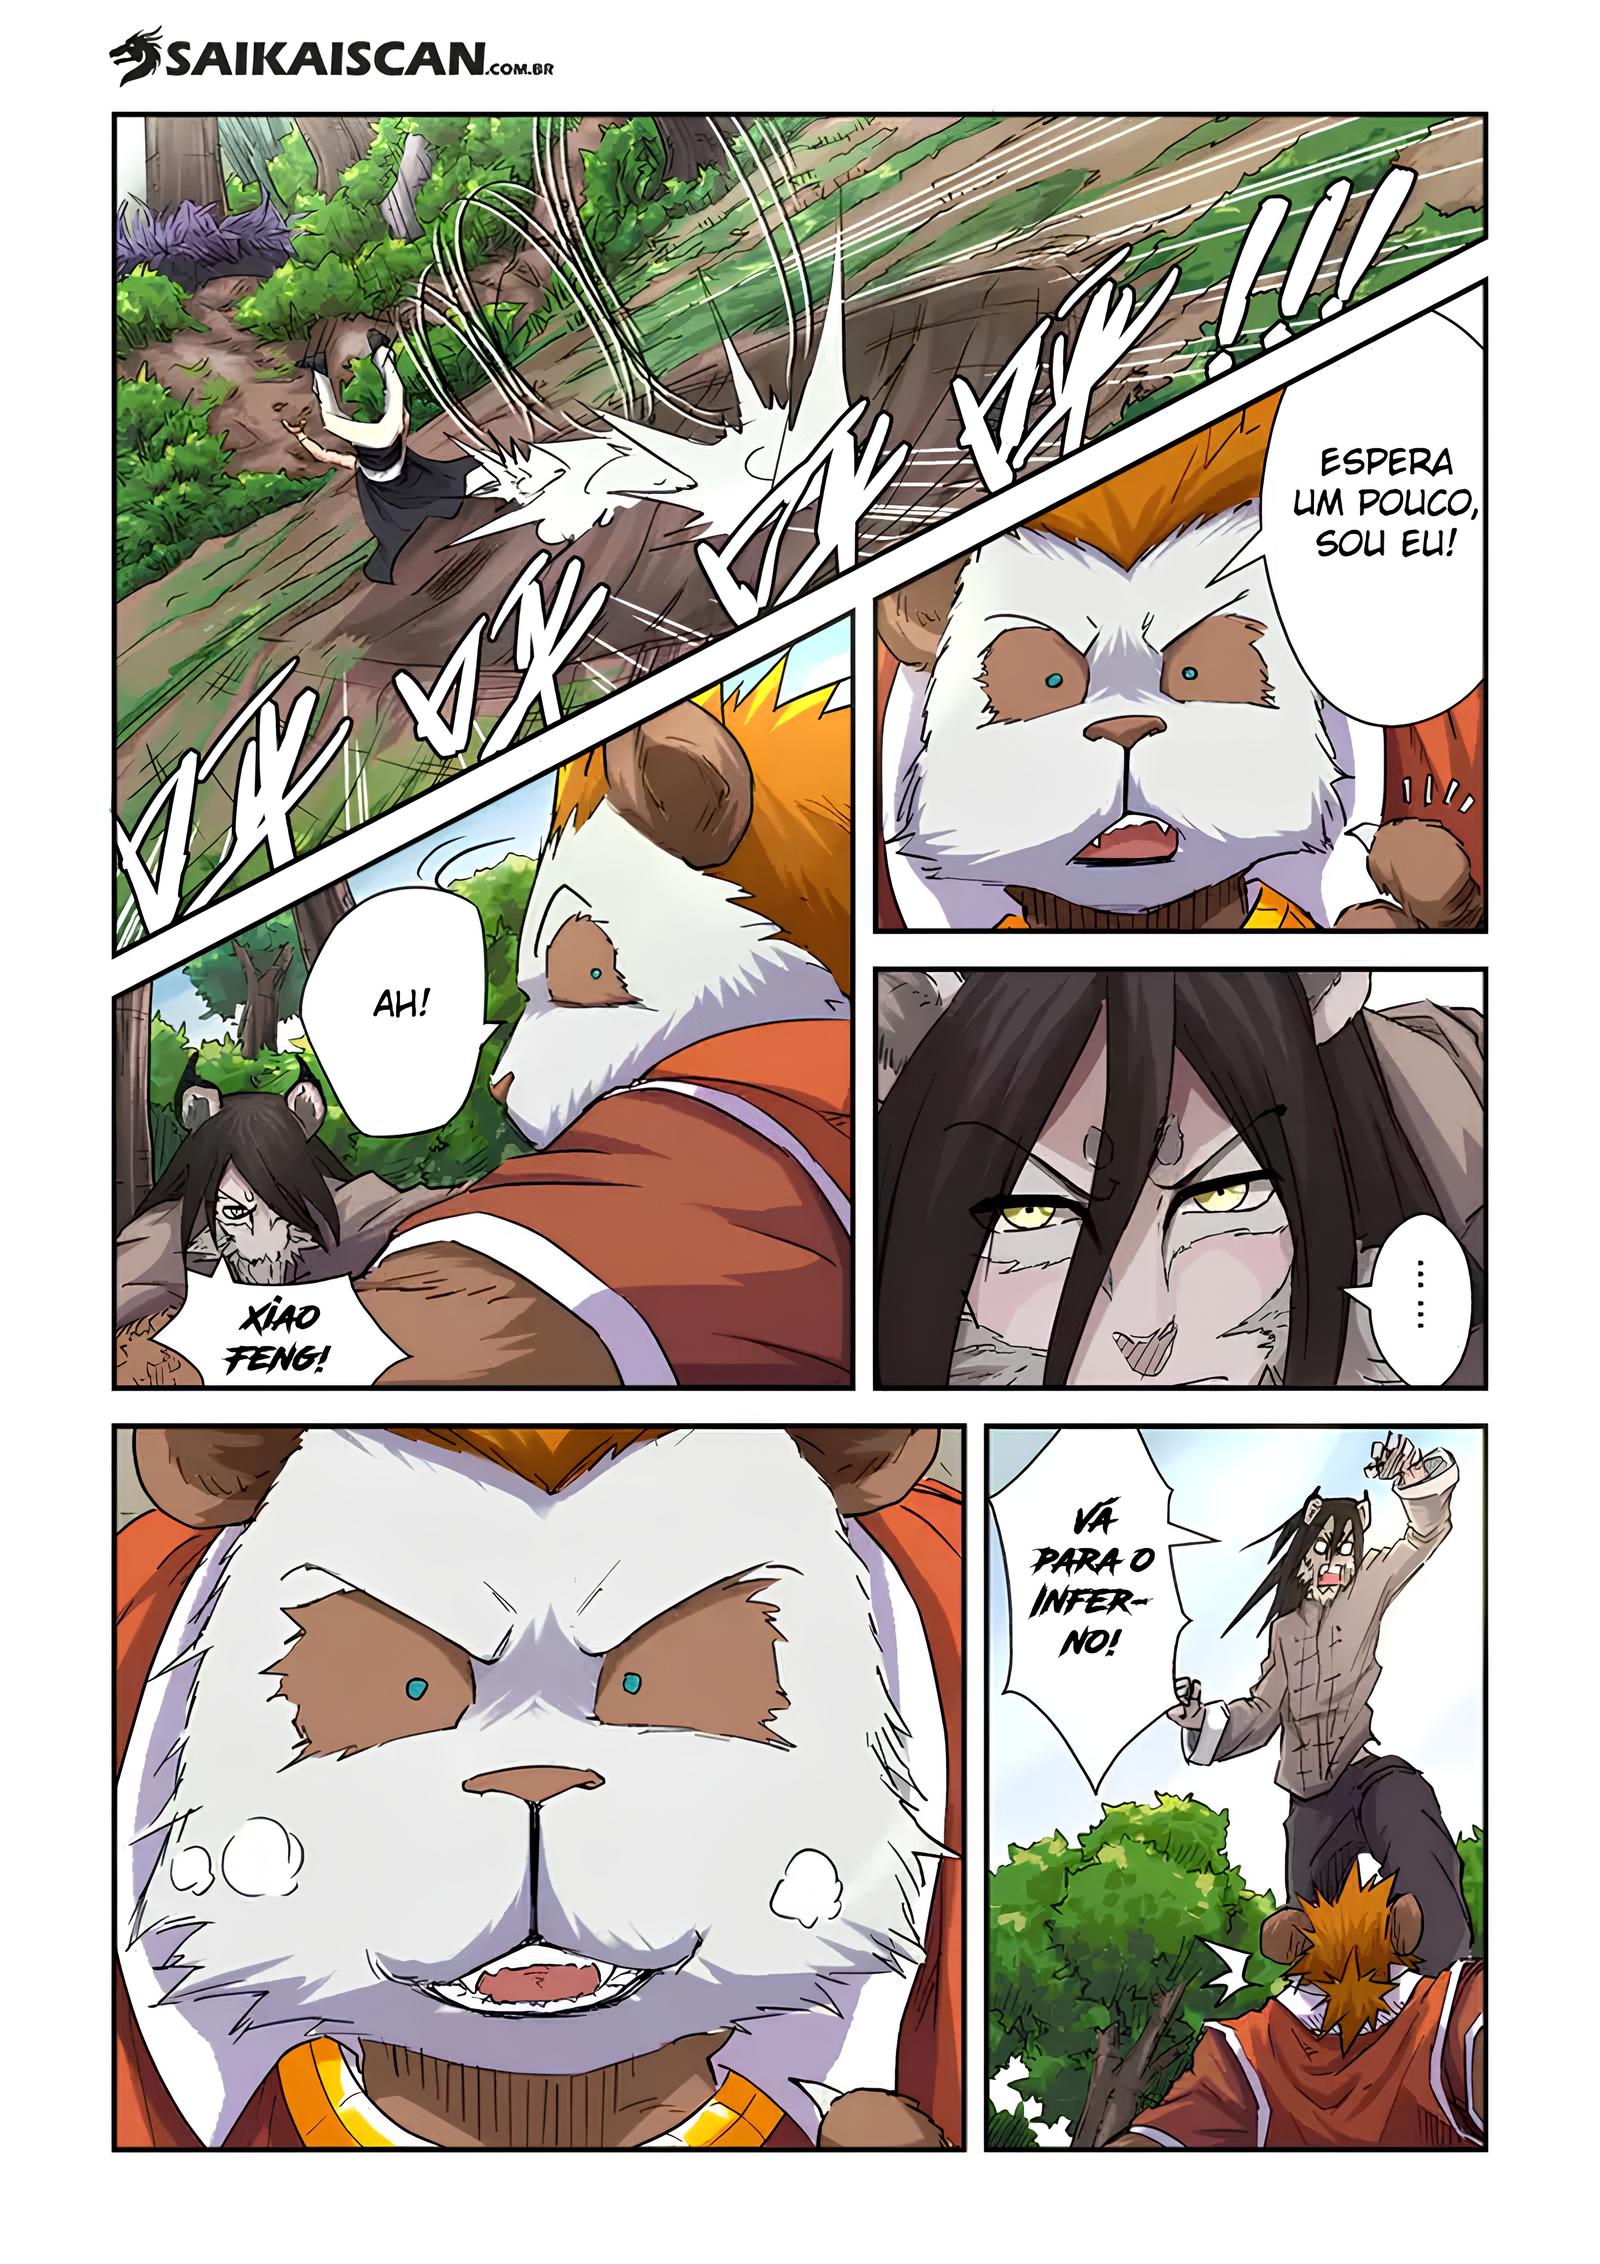 SAIKAISCAN.COM.BR
ESPERA
UM POUCO,
SOU EU!
AH!
XIAO
FENG!
......
VÁ
PARA O
INFER-
NO!